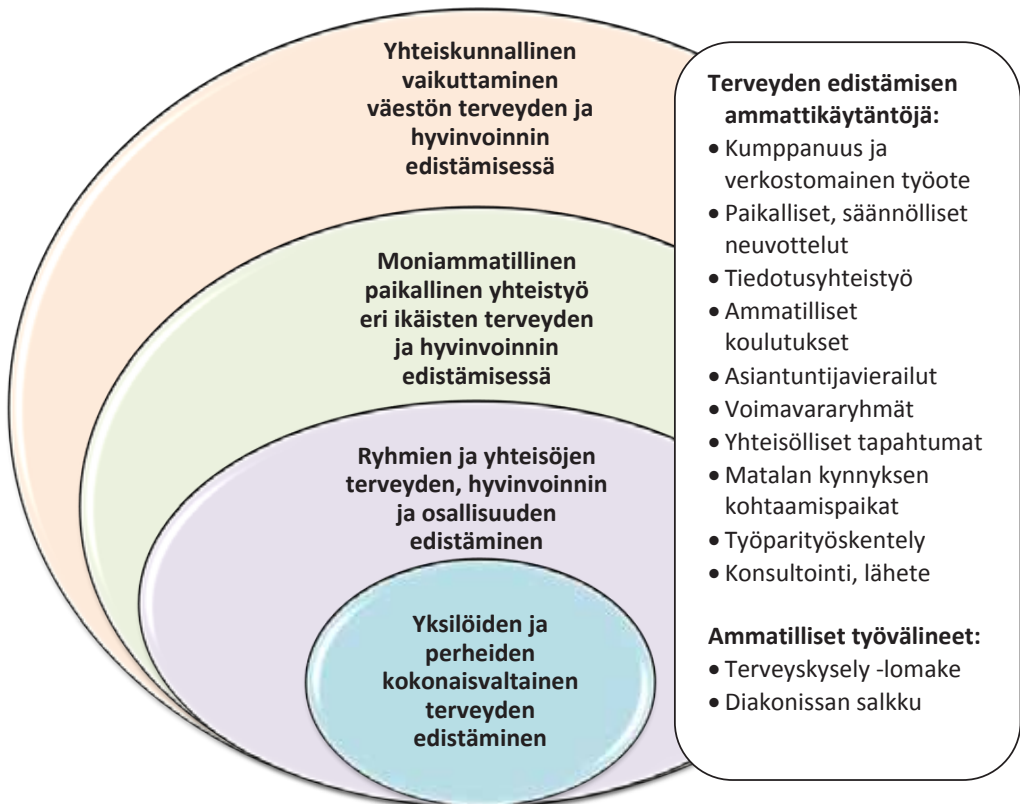 Yhteiskunnallinen
vaikuttaminen
väestön terveyden ja
hyvinvoinnin
edistämisessä
Moniammatillinen
paikallinen yhteistyö
eri ikäisten terveyden
ja hyvinvoinnin
edistämisessä
Ryhmien ja yhteisöjen
terveyden, hyvinvoinnin
ja osallisuuden
edistäminen
Yksilöiden ja
perheiden
kokonaisvaltainen
terveyden
edistäminen
Terveyden edistämisen
ammattikäytäntöjä:
• Kumppanuus ja
verkostomainen työote
• Paikalliset, säännölliset
neuvottelut
• Tiedotusyhteistyö
• Ammatilliset
koulutukset
• Asiantuntijavierailut
• Voimavararyhmät
• Yhteisölliset tapahtumat
• Matalan kynnyksen
kohtaamispaikat
• Työparityöskentely
• Konsultointi, lähete
Ammatilliset työvälineet:
• Terveyskysely -lomake
• Diakonissan salkku